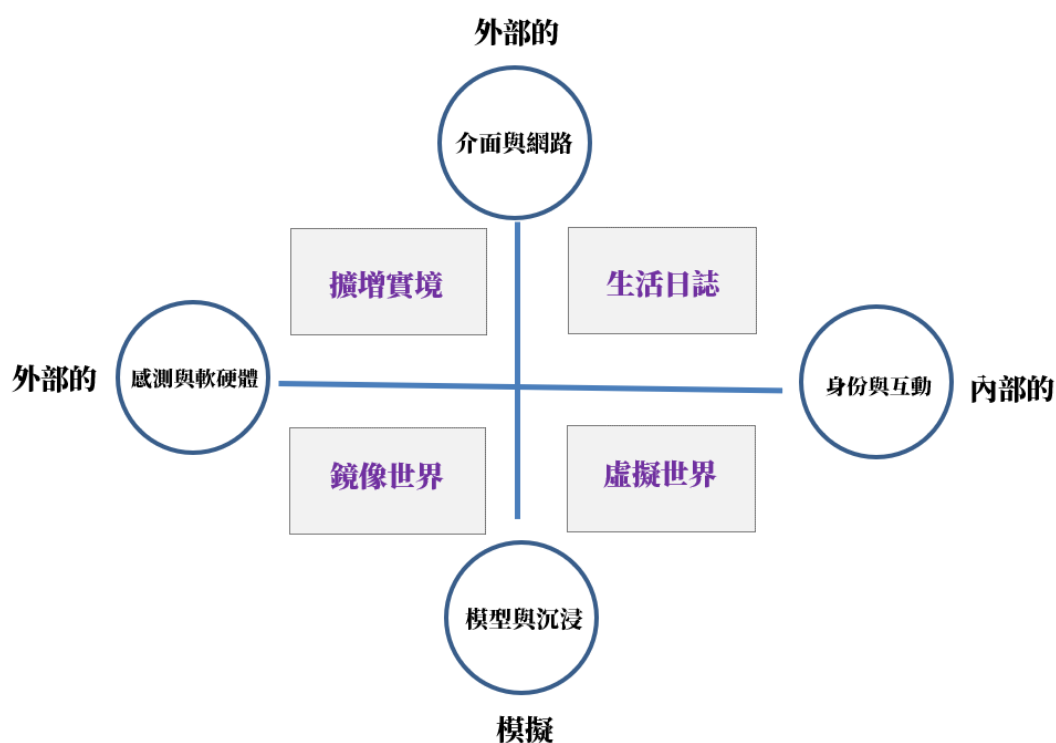 外部的
介面與網路
擴增實境
生活日誌
外部的
感測與軟硬體
身份與互動
內部的
鏡像世界
虛擬世界
模型與沉浸
模擬